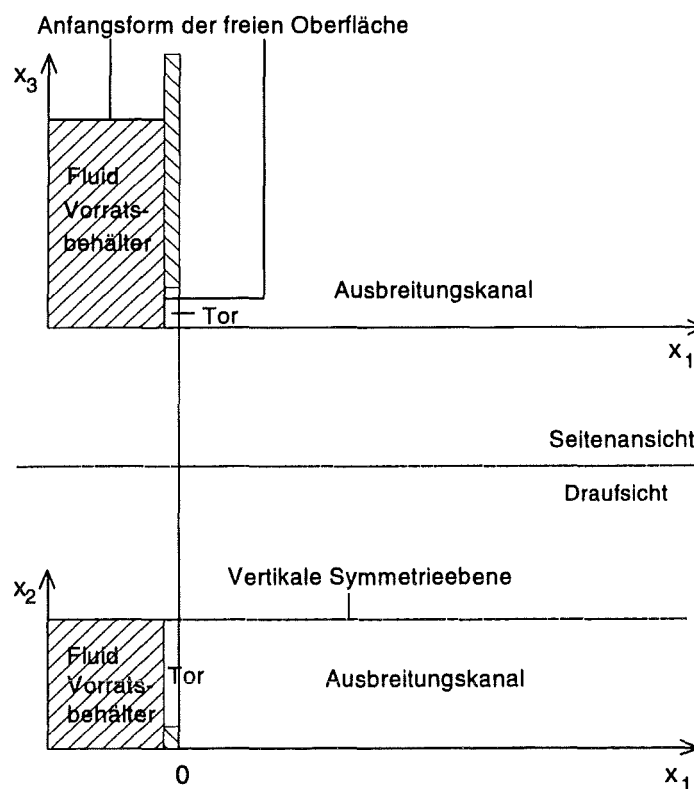 Anfangsform der freien Oberfläche
x3
Fluid
Vorrats-
behälter
Ausbreitungskanal
Tor
x1
Seitenansicht
Draufsicht
Vertikale Symmetrieebene
x2
Fluid
Vorrats-
behälter
Tor
Ausbreitungskanal
0
x1